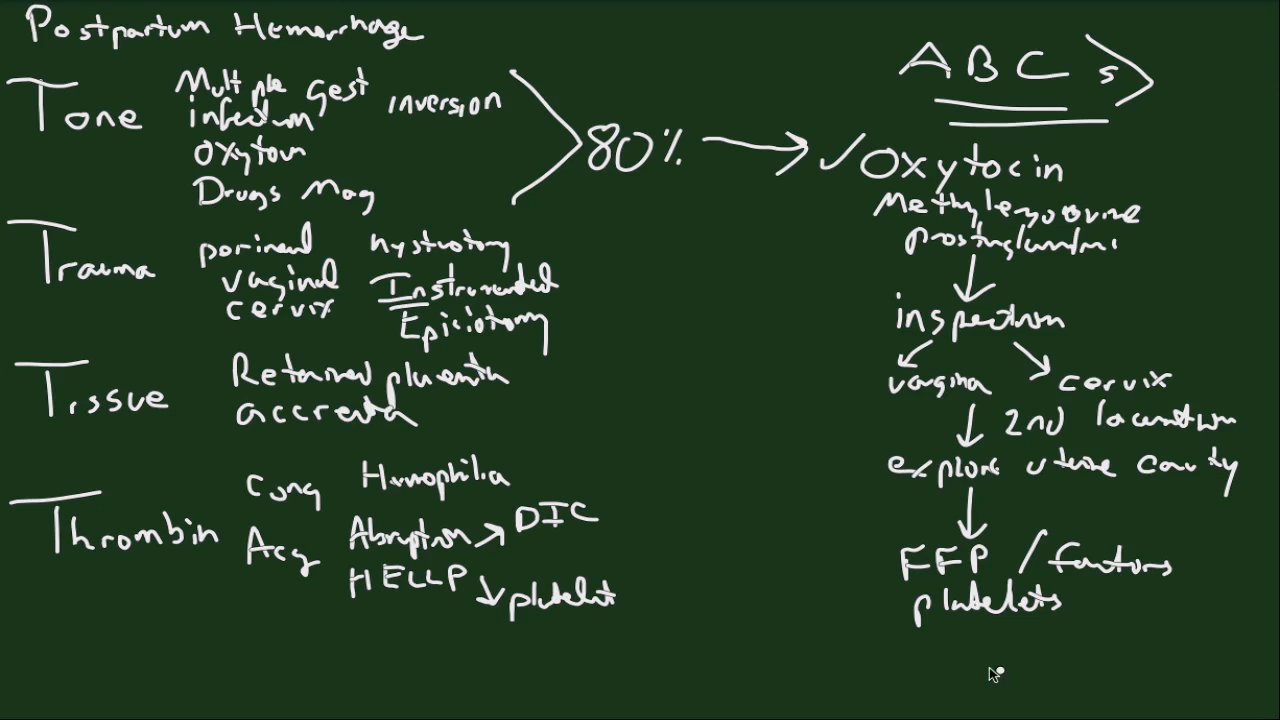 Postpartum Hemorrhage
Tone
Multiple Gest
inversion
infection
oxytocin
Drugs Mag
80%
Trauma
perineal
vaginal
cervix
hysterotomy
Instrumented
Episiotomy
Tissue
Retained placenta
accreta
Thrombin
Cong Hemophilia
Acq Abruption → DIC
HELLP ↓ platelets
ABC s
✓ Oxytocin
Methylergonovine
prostaglandin
inspection
vagina
cervix
2nd laceration
explore uterine cavity
FFP / factors
platelets